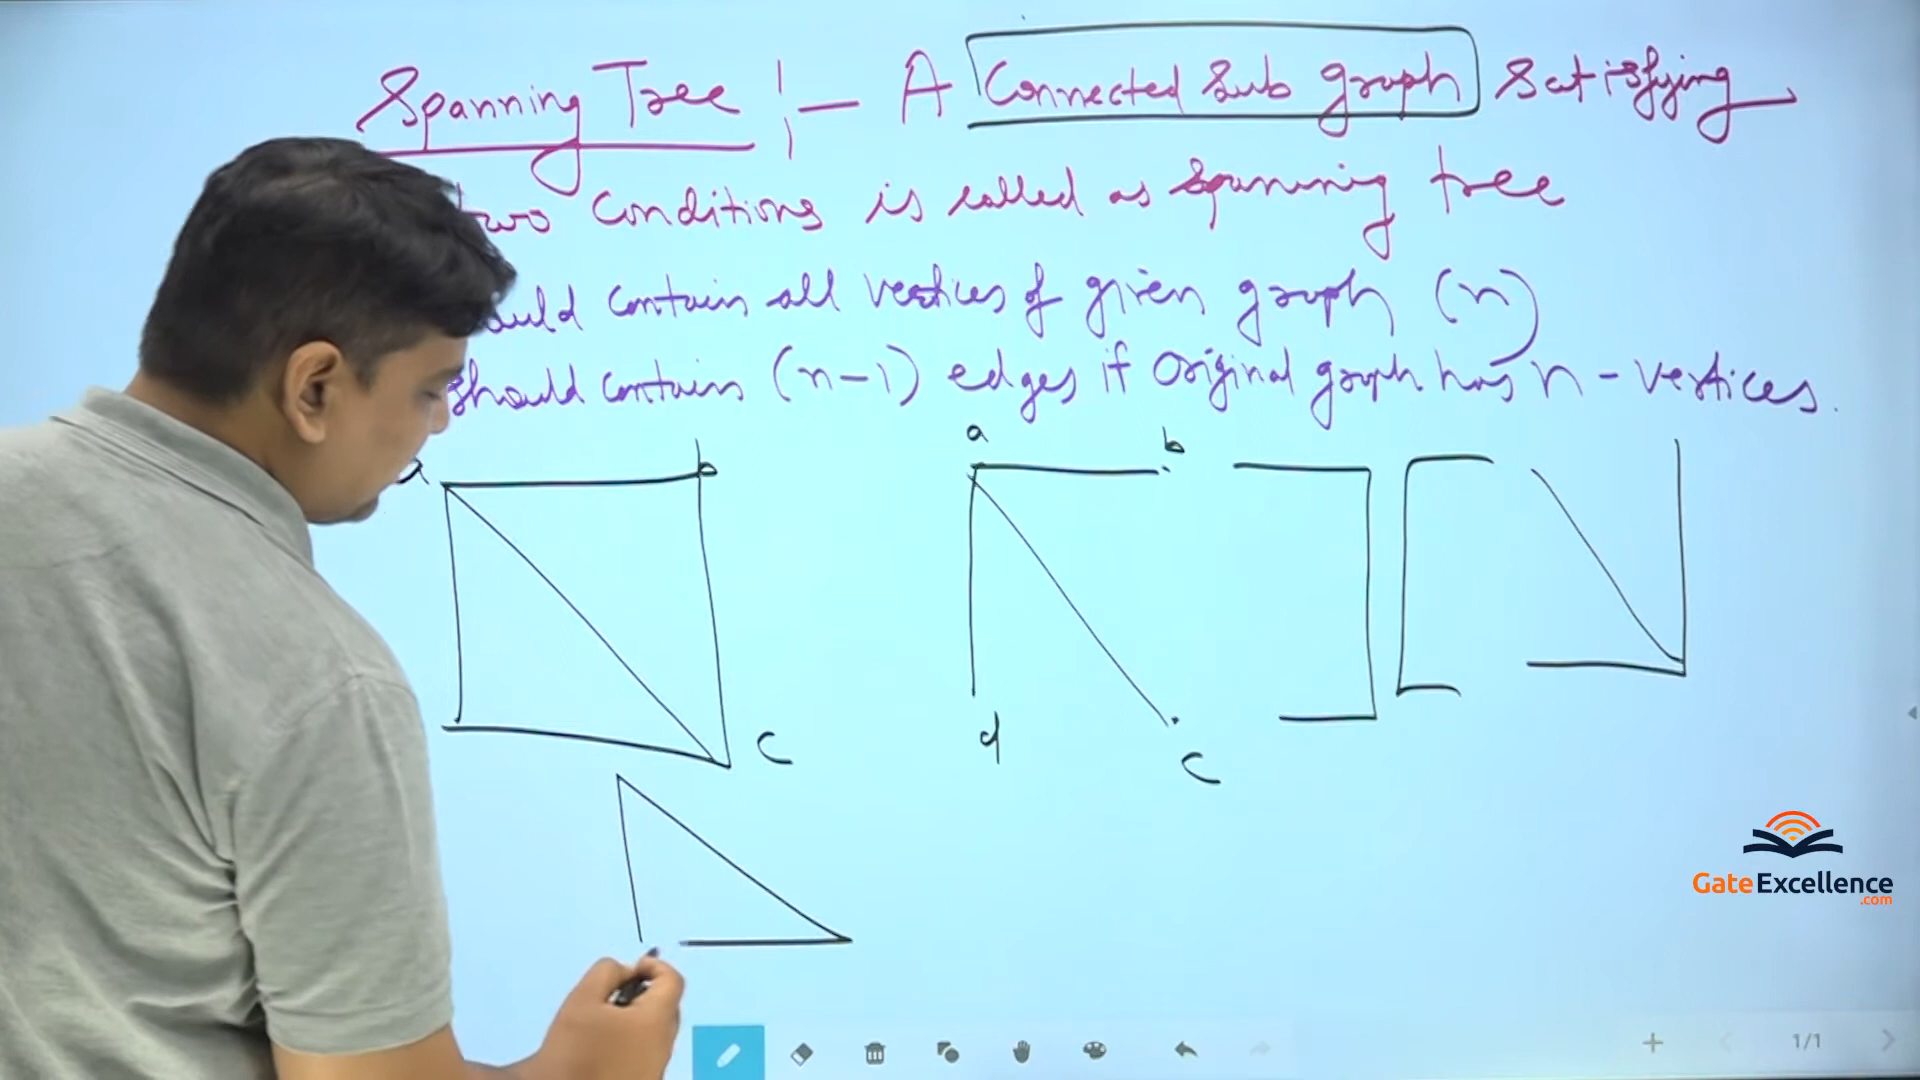 Spanning Tree :- A Connected Sub graph satisfying
two conditions is called as spanning tree
ould contain all vertices of given graph (n)
should contain (n-1) edges if original graph has n-vertices.
a b a b
c d c
GateExcellence
.com
1/1